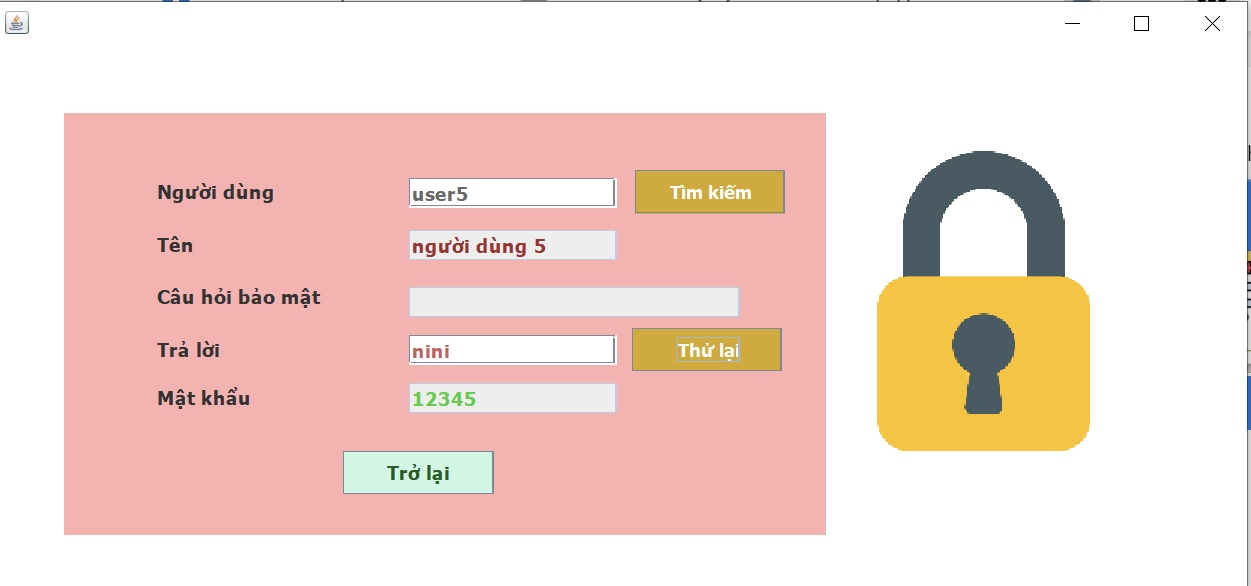 Người dùng
user5
Tìm kiếm
Tên
người dùng 5
Câu hỏi bảo mật
Trả lời
nini
Thử lại
Mật khẩu
12345
Trở lại